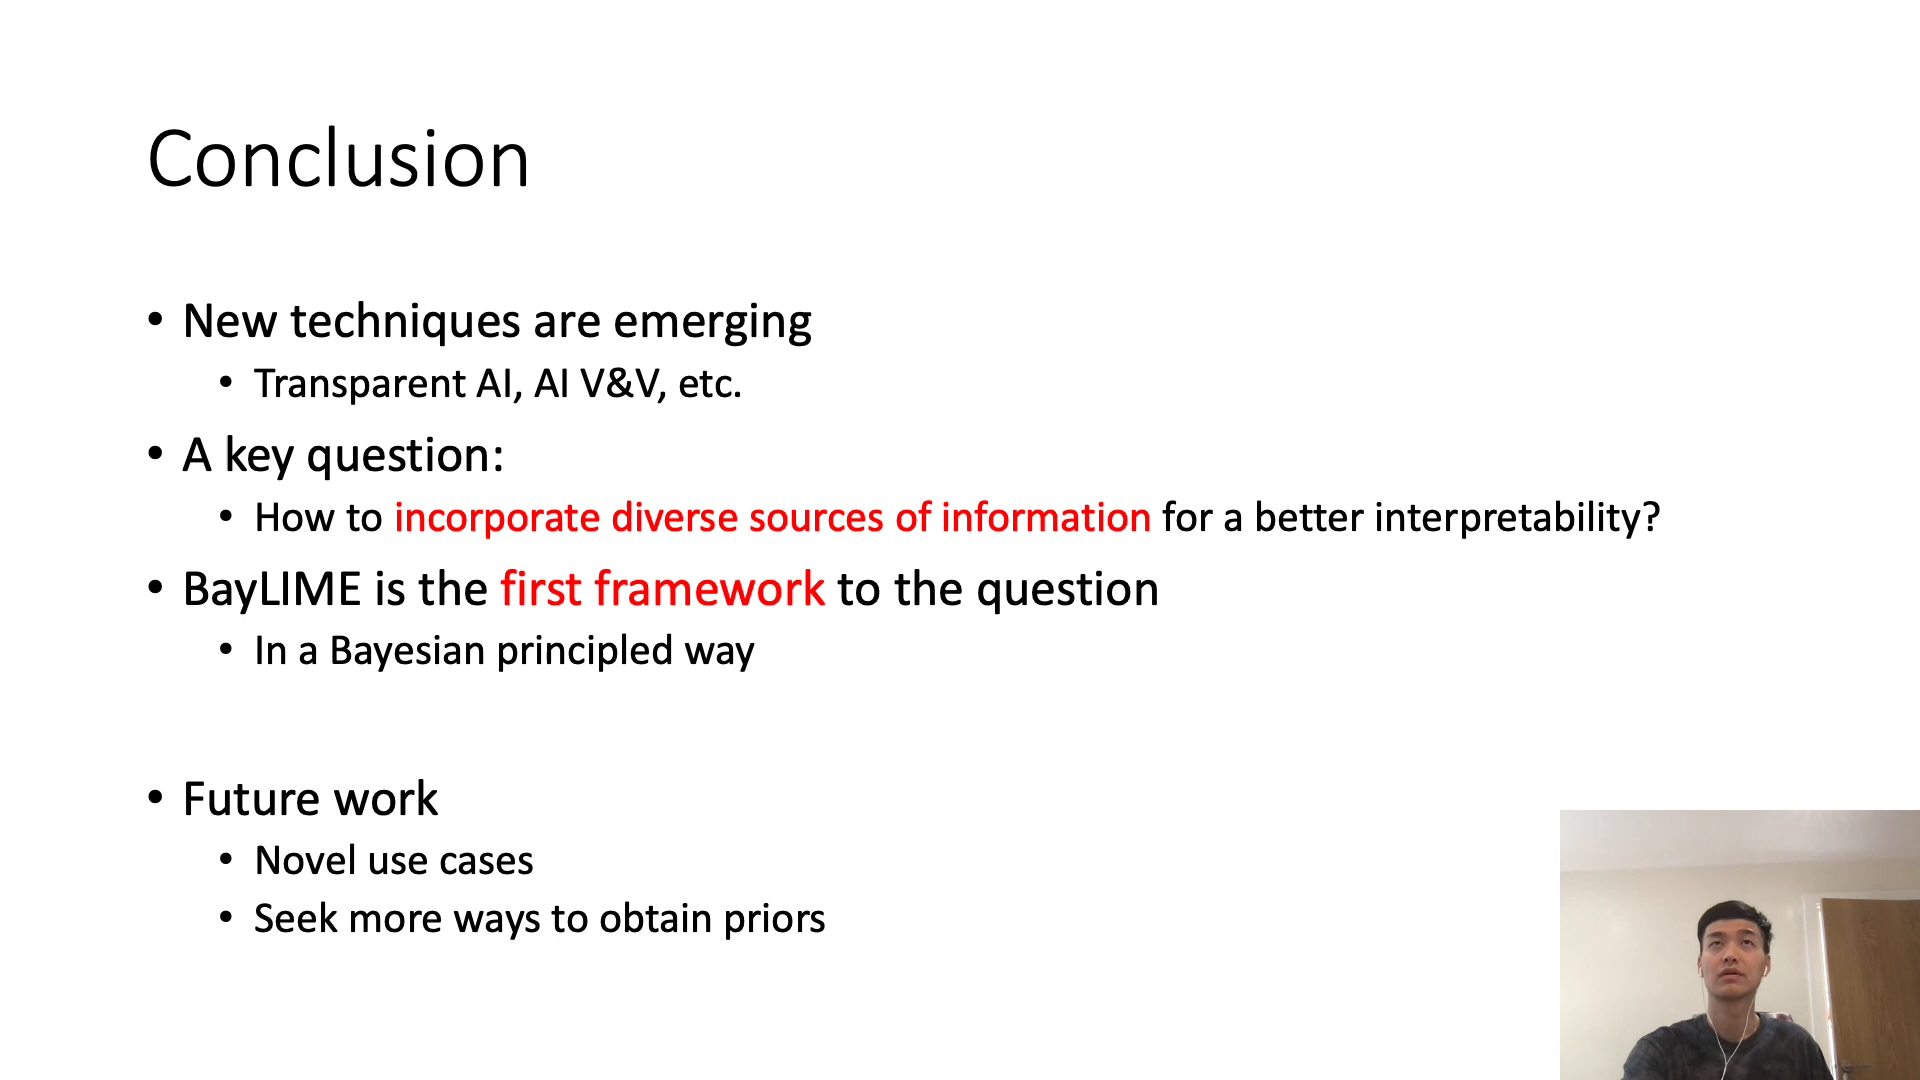 Conclusion
• New techniques are emerging
• Transparent AI, AI V&V, etc.
• A key question:
• How to incorporate diverse sources of information for a better interpretability?
• BayLIME is the first framework to the question
• In a Bayesian principled way
• Future work
• Novel use cases
• Seek more ways to obtain priors